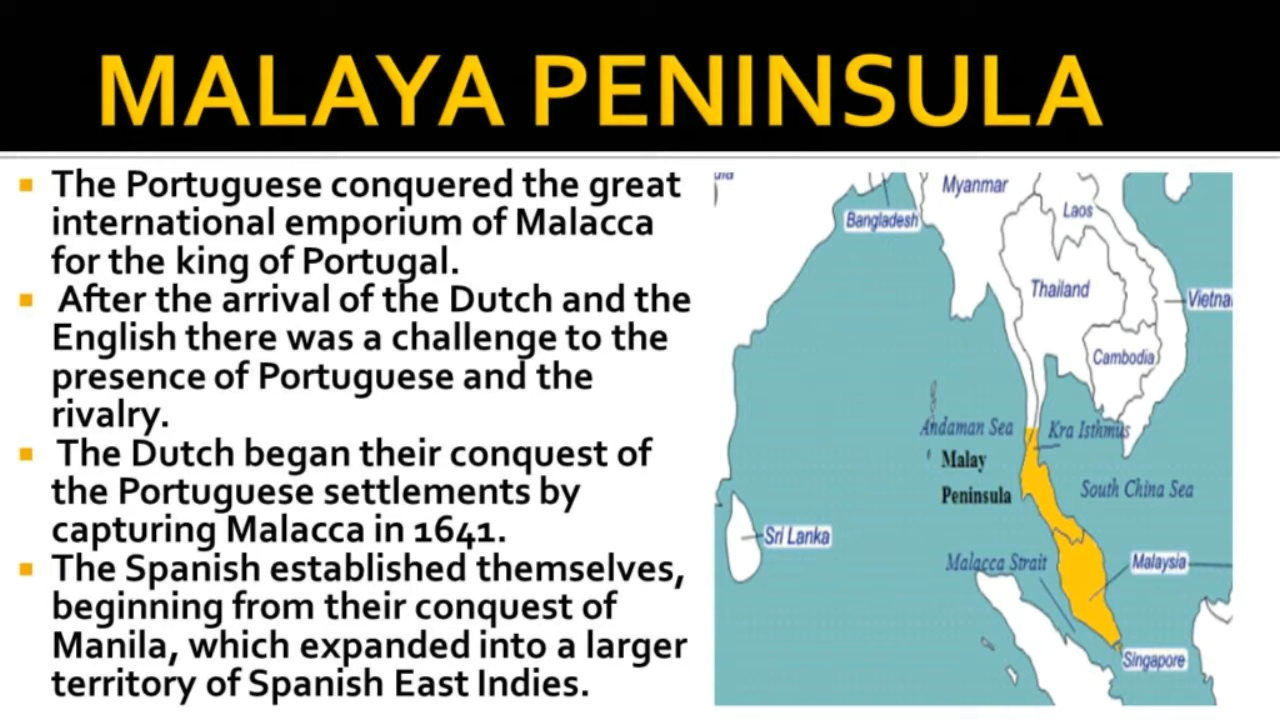 MALAYA PENINSULA
▪ The Portuguese conquered the great
international emporium of Malacca
for the king of Portugal.
▪ After the arrival of the Dutch and the
English there was a challenge to the
presence of Portuguese and the
rivalry.
▪ The Dutch began their conquest of
the Portuguese settlements by
capturing Malacca in 1641.
▪ The Spanish established themselves,
beginning from their conquest of
Manila, which expanded into a larger
territory of Spanish East Indies.
Myanmar
Bangladesh
Laos
Thailand
Vietna
Cambodia
Andaman Sea
Kra Isthmus
Malay
Peninsula
South China Sea
Sri Lanka
Malacca Strait
Malaysia
Singapore